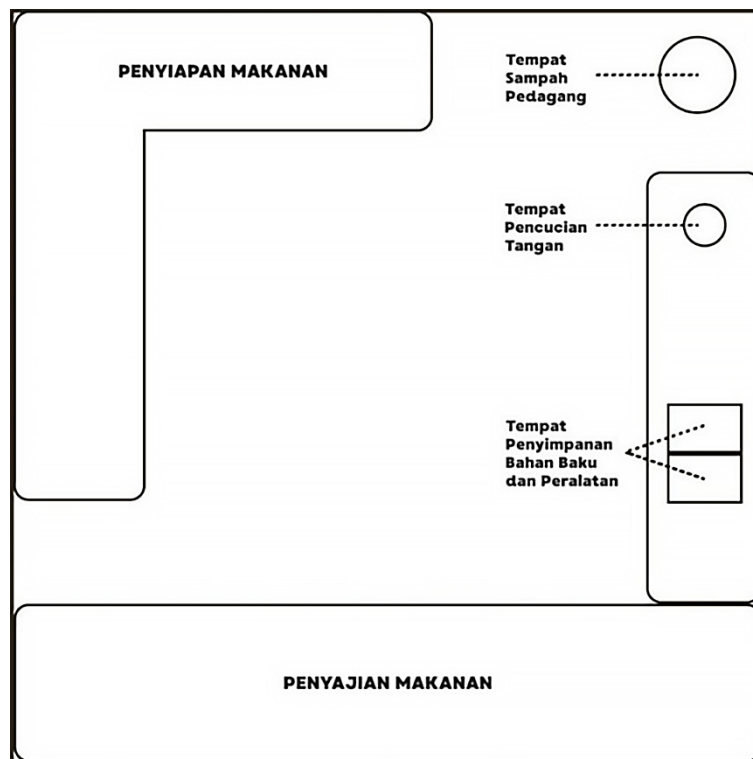 PENYIAPAN MAKANAN
Tempat
Sampah
Pedagang
Tempat
Pencucian
Tangan
Tempat
Penyimpanan
Bahan Baku
dan Peralatan
PENYAJIAN MAKANAN